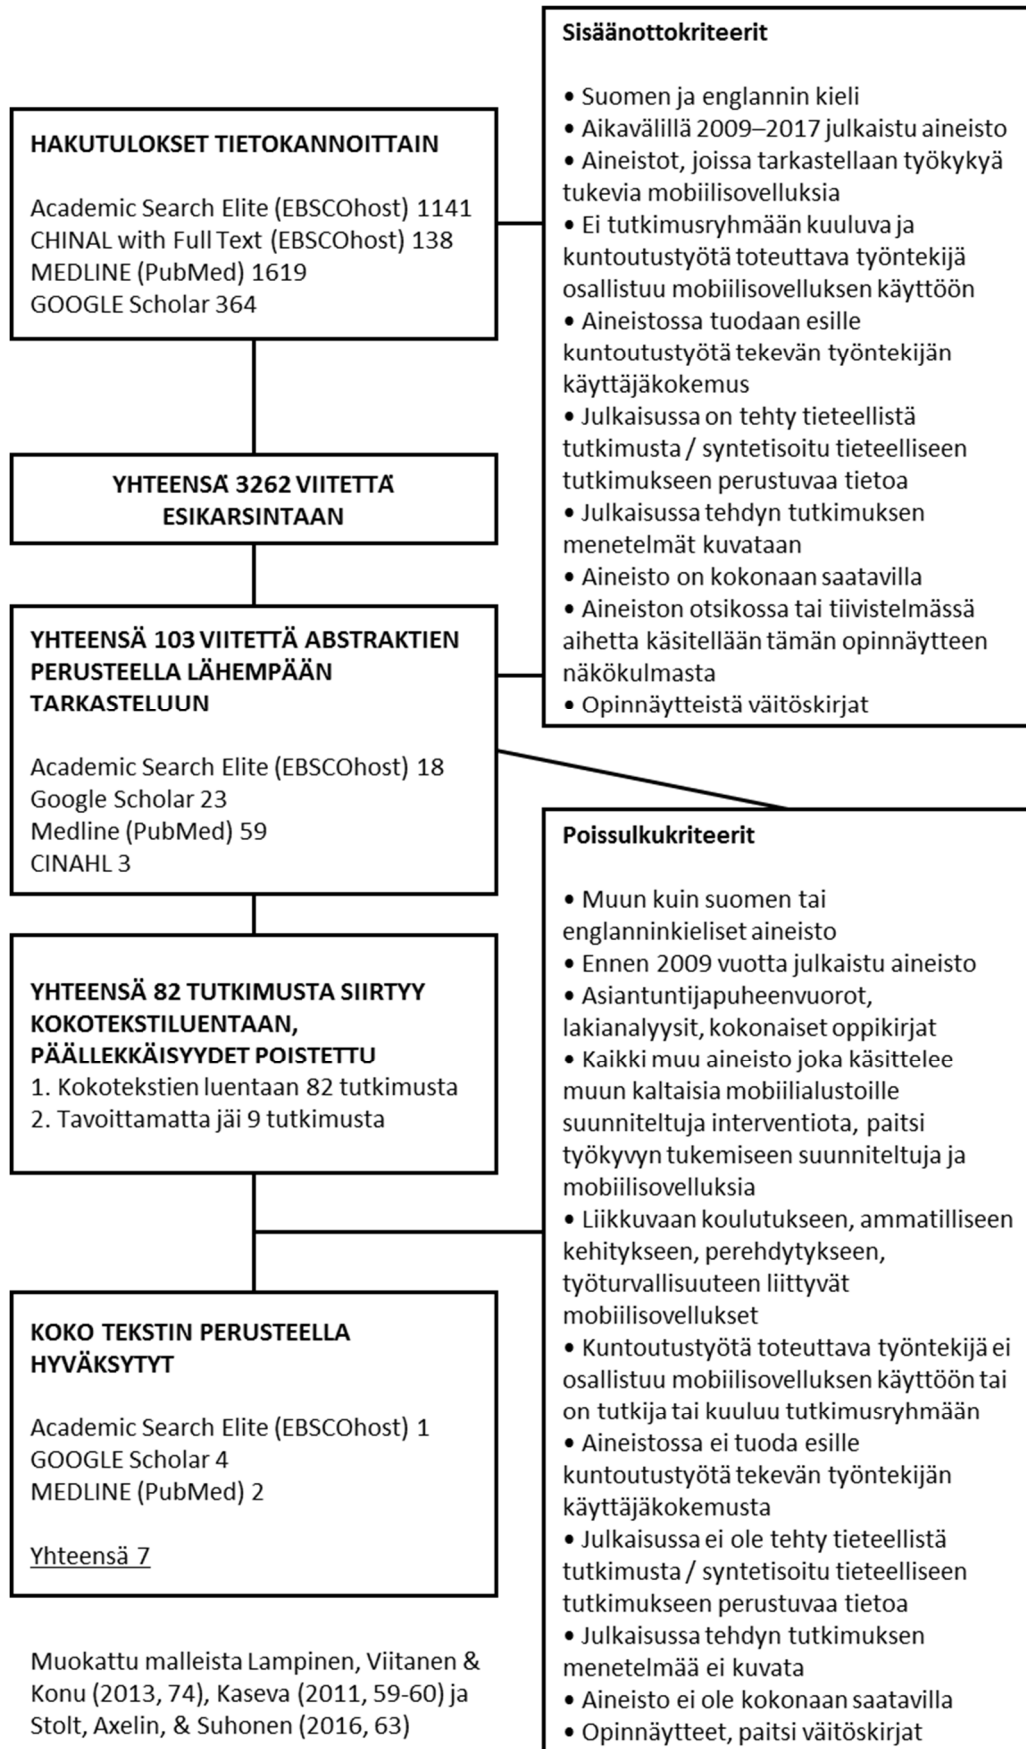 HAKUTULOKSET TIETOKANNOITTAIN
Academic Search Elite (EBSCOhost) 1141
CHINAL with Full Text (EBSCOhost) 138
MEDLINE (PubMed) 1619
GOOGLE Scholar 364
YHTEENSÄ 3262 VIITETTÄ
ESIKARSINTAAN
YHTEENSÄ 103 VIITETTÄ ABSTRAKTIEN
PERUSTEELLA LÄHEMPÄÄN
TARKASTELUUN
Academic Search Elite (EBSCOhost) 18
Google Scholar 23
Medline (PubMed) 59
CINAHL 3
YHTEENSÄ 82 TUTKIMUSTA SIIRTYY
KOKOTEKSTILUENTAAN,
PÄÄLLEKKÄISYYDET POISTETTU
1. Kokotekstien luentaan 82 tutkimusta
2. Tavoittamatta jäi 9 tutkimusta
KOKO TEKSTIN PERUSTEELLA
HYVÄKSYTYT
Academic Search Elite (EBSCOhost) 1
GOOGLE Scholar 4
MEDLINE (PubMed) 2
Yhteensä 7
Muokattu malleista Lampinen, Viitanen &
Konu (2013, 74), Kaseva (2011, 59-60) ja
Stolt, Axelin, & Suhonen (2016, 63)
Sisäänottokriteerit
• Suomen ja englannin kieli
• Aikavälillä 2009–2017 julkaistu aineisto
• Aineistot, joissa tarkastellaan työkykyä
tukevia mobiilisovelluksia
• Ei tutkimusryhmään kuuluva ja
kuntoutustyötä toteuttava työntekijä
osallistuu mobiilisovelluksen käyttöön
• Aineistossa tuodaan esille
kuntoutustyötä tekevän työntekijän
käyttäjäkokemus
• Julkaisussa on tehty tieteellistä
tutkimusta / syntetisoitu tieteelliseen
tutkimukseen perustuvaa tietoa
• Julkaisussa tehdyn tutkimuksen
menetelmät kuvataan
• Aineisto on kokonaan saatavilla
• Aineiston otsikossa tai tiivistelmässä
aihetta käsitellään tämän opinnäytteen
näkökulmasta
• Opinnäytteistä väitöskirjat
Poissulkukriteerit
• Muun kuin suomen tai
englanninkieliset aineisto
• Ennen 2009 vuotta julkaistu aineisto
• Asiantuntijapuheenvuorot,
lakianalyysit, kokonaiset oppikirjat
• Kaikki muu aineisto joka käsittelee
muun kaltaisia mobiilialustoille
suunniteltuja interventiota, paitsi
työkyvyn tukemiseen suunniteltuja ja
mobiilisovelluksia
• Liikkuvaan koulutukseen, ammatilliseen
kehitykseen, perehdytykseen,
työturvallisuuteen liittyvät
mobiilisovellukset
• Kuntoutustyötä toteuttava työntekijä ei
osallistuu mobiilisovelluksen käyttöön tai
on tutkija tai kuuluu tutkimusryhmään
• Aineistossa ei tuoda esille
kuntoutustyötä tekevän työntekijän
käyttäjäkokemusta
• Julkaisussa ei ole tehty tieteellistä
tutkimusta / syntetisoitu tieteelliseen
tutkimukseen perustuvaa tietoa
• Julkaisussa tehdyn tutkimuksen
menetelmää ei kuvata
• Aineisto ei ole kokonaan saatavilla
• Opinnäytteet, paitsi väitöskirjat